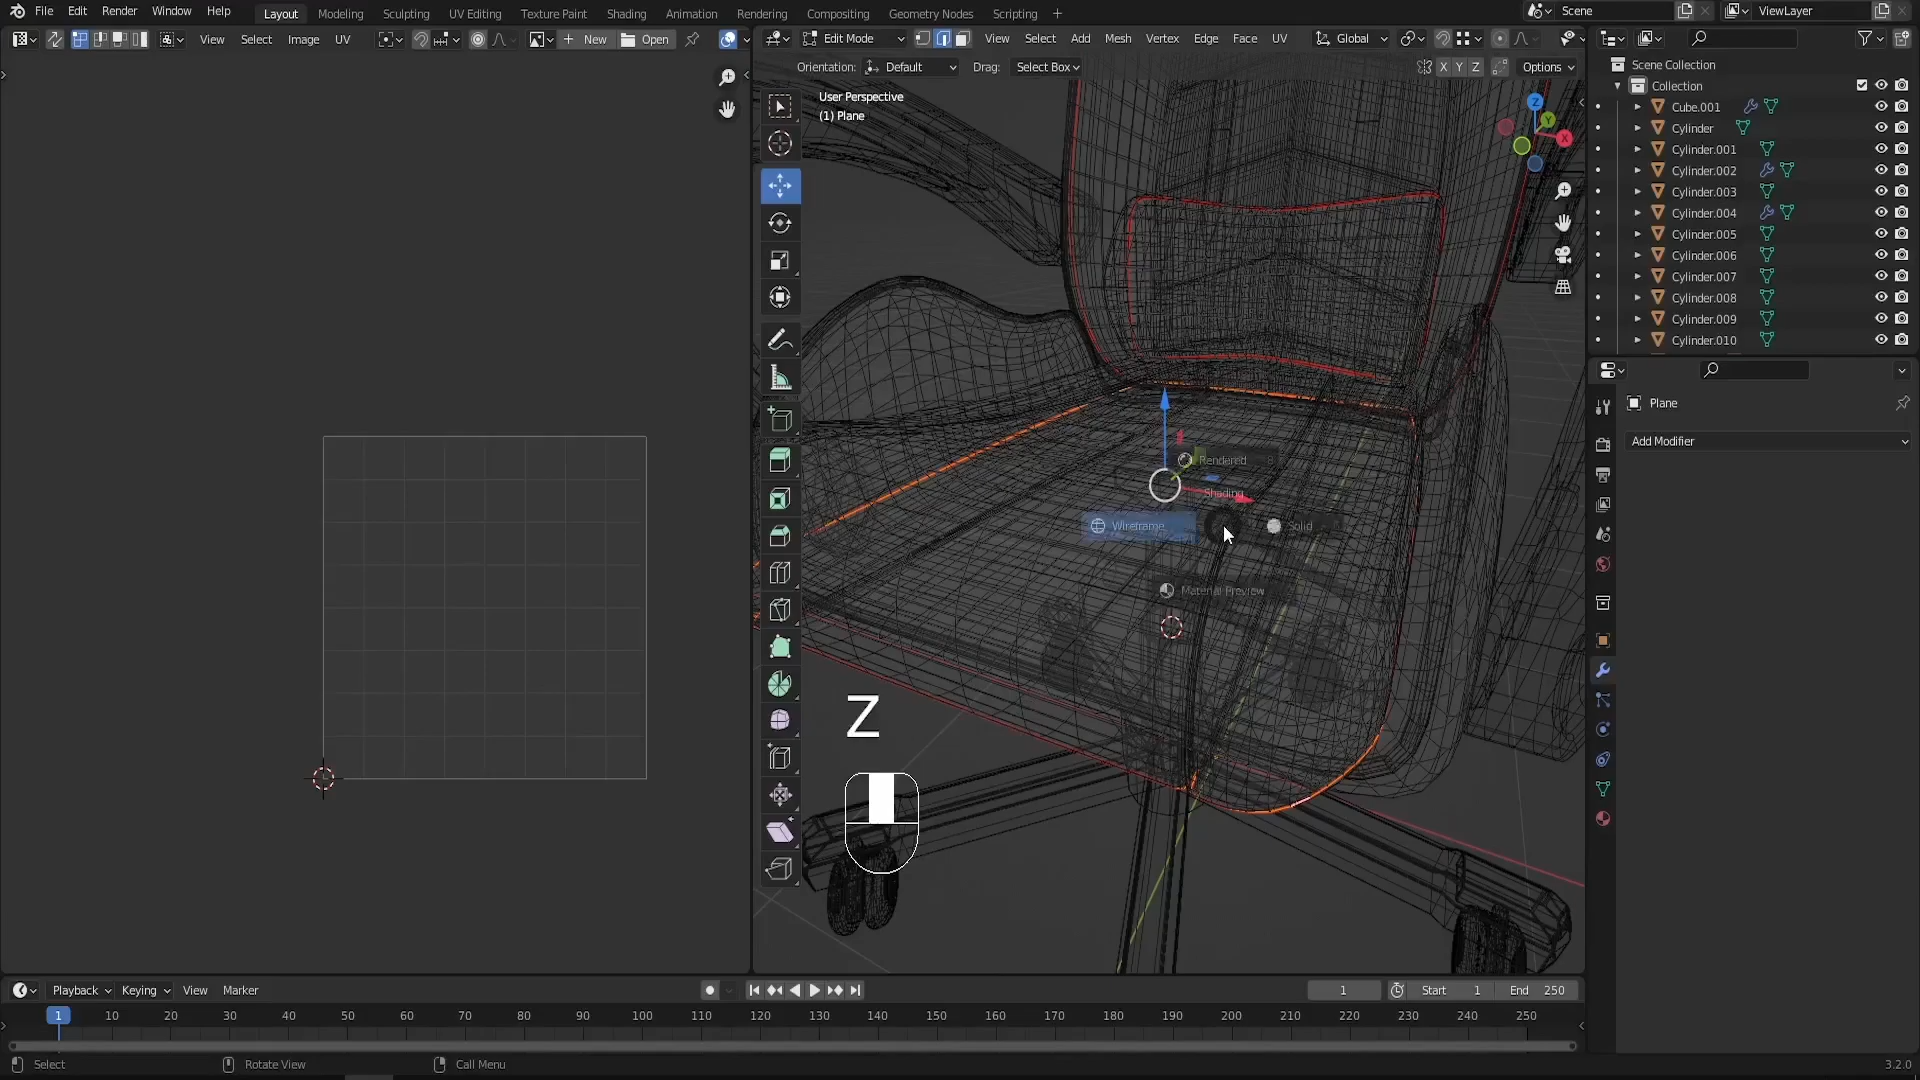 File Edit Render Window Help Layout Modeling Sculpting UV Editing Texture Paint Shading Animation Rendering Compositing Geometry Nodes Scripting + Scene ViewLayer
View Select Image UV New Open Edit Mode View Select Add Mesh Vertex Edge Face UV Global
Orientation: Default Drag: Select Box X Y Z Options
Scene Collection
Collection
User Perspective
(1) Plane
Z
Y
X
Cube.001
Cylinder
Cylinder.001
Cylinder.002
Cylinder.003
Cylinder.004
Cylinder.005
Cylinder.006
Cylinder.007
Cylinder.008
Cylinder.009
Cylinder.010
Plane
Add Modifier
Rendered 8
Shading
Wireframe
Solid
Material Preview
Z
Playback Keying View Marker 1 Start 1 End 250
1 10 20 30 40 50 60 70 80 90 100 110 120 130 140 150 160 170 180 190 200 210 220 230 240 250
Select Rotate View Call Menu 3.2.0